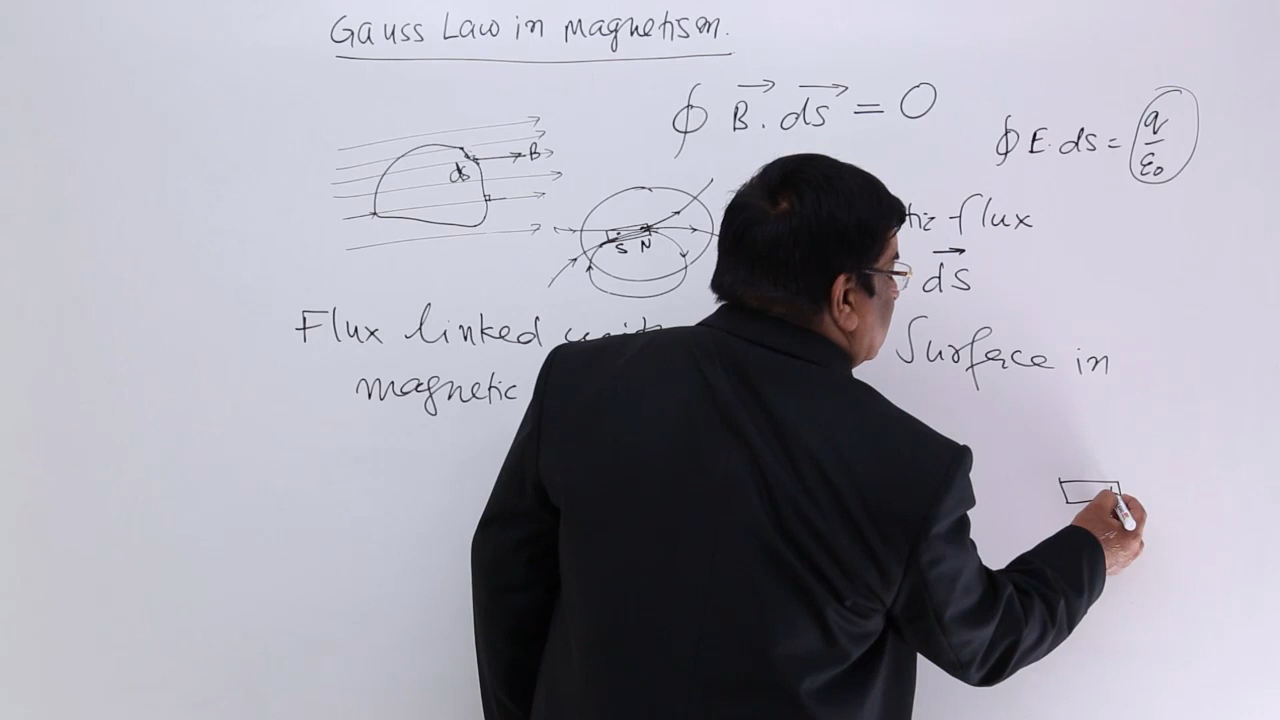 Gauss Law in magnetism.
∮ B⃗ . ds⃗ = 0
∮ E. ds = q/ε₀
ds
B
S N
flux
ds⃗
Flux linked Surface in
magnetic